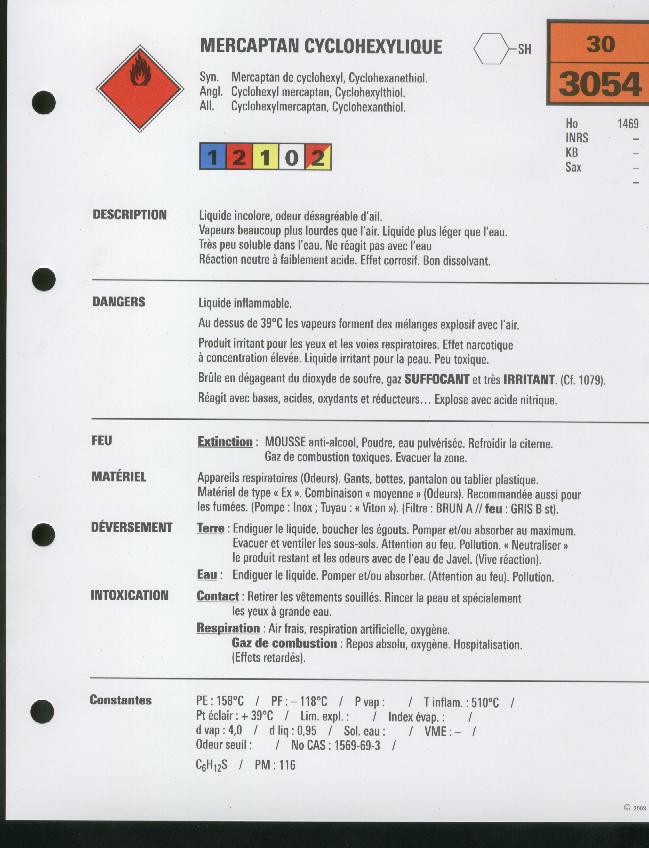 MERCAPTAN CYCLOHEXYLIQUE
SH
30
3054
Syn. Mercaptan de cyclohexyl, Cyclohexanethiol.
Angl. Cyclohexyl mercaptan, Cyclohexylthiol.
All. Cyclohexylmercaptan, Cyclohexanthiol.
Ho 1469
INRS –
KB –
Sax –
–
1 2 1 0 2
DESCRIPTION
Liquide incolore, odeur désagréable d'ail.
Vapeurs beaucoup plus lourdes que l'air. Liquide plus léger que l'eau.
Très peu soluble dans l'eau. Ne réagit pas avec l'eau
Réaction neutre à faiblement acide. Effet corrosif. Bon dissolvant.
DANGERS
Liquide inflammable.
Au dessus de 39°C les vapeurs forment des mélanges explosif avec l'air.
Produit irritant pour les yeux et les voies respiratoires. Effet narcotique
à concentration élevée. Liquide irritant pour la peau. Peu toxique.
Brûle en dégageant du dioxyde de soufre, gaz SUFFOCANT et très IRRITANT. (Cf. 1079).
Réagit avec bases, acides, oxydants et réducteurs… Explose avec acide nitrique.
FEU
Extinction : MOUSSE anti-alcool, Poudre, eau pulvérisée. Refroidir la citerne.
Gaz de combustion toxiques. Evacuer la zone.
MATÉRIEL
Appareils respiratoires (Odeurs). Gants, bottes, pantalon ou tablier plastique.
Matériel de type « Ex ». Combinaison « moyenne » (Odeurs). Recommandée aussi pour
les fumées. (Pompe : Inox ; Tuyau : « Viton »). (Filtre : BRUN A // feu : GRIS B st).
DÉVERSEMENT
Terre : Endiguer le liquide, boucher les égouts. Pomper et/ou absorber au maximum.
Evacuer et ventiler les sous-sols. Attention au feu. Pollution. « Neutraliser »
le produit restant et les odeurs avec de l'eau de Javel. (Vive réaction).
Eau : Endiguer le liquide. Pomper et/ou absorber. (Attention au feu). Pollution.
INTOXICATION
Contact : Retirer les vêtements souillés. Rincer la peau et spécialement
les yeux à grande eau.
Respiration : Air frais, respiration artificielle, oxygène.
Gaz de combustion : Repos absolu, oxygène. Hospitalisation.
(Effets retardés).
Constantes
PE : 158°C / PF : – 118°C / P vap : / T inflam. : 510°C /
Pt éclair : + 39°C / Lim. expl. : / Index évap. : /
d vap : 4,0 / d liq : 0,95 / Sol. eau : / VME : – /
Odeur seuil : / No CAS : 1569-69-3 /
C₆H₁₂S / PM : 116
© 2003